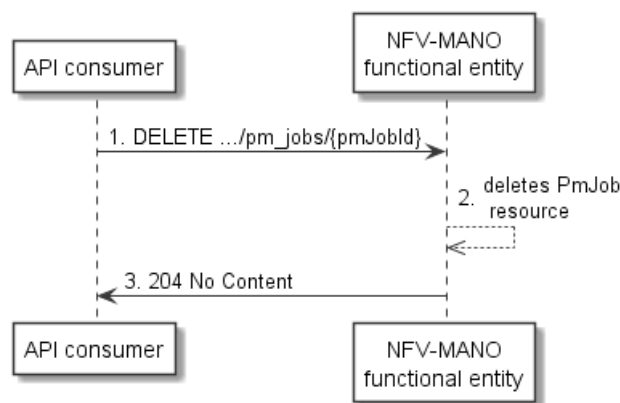 API consumer
NFV-MANO
functional entity
1. DELETE .../pm_jobs/{pmJobId}
2. deletes PmJob
resource
3. 204 No Content
API consumer
NFV-MANO
functional entity